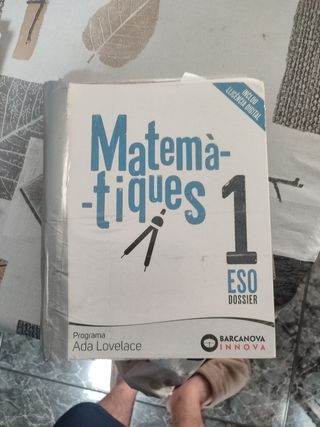 INCLOU
LLICÈNCIA DIGITAL
Matemà-
-tiques
1
ESO
DOSSIER
Programa
Ada Lovelace
BARCANOVA
INNOVA